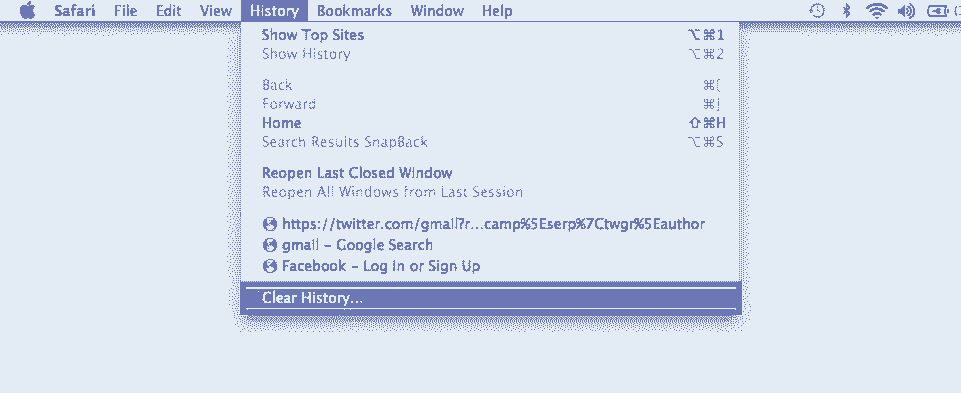 Safari File Edit View History Bookmarks Window Help
Show Top Sites ⌥⌘1
Show History ⌥⌘2
Back ⌘[
Forward ⌘]
Home ⇧⌘H
Search Results SnapBack ⌥⌘S
Reopen Last Closed Window
Reopen All Windows from Last Session
https://twitter.com/gmail?r...camp%5Eserp%7Ctwgr%5Eauthor
gmail – Google Search
Facebook – Log In or Sign Up
Clear History...